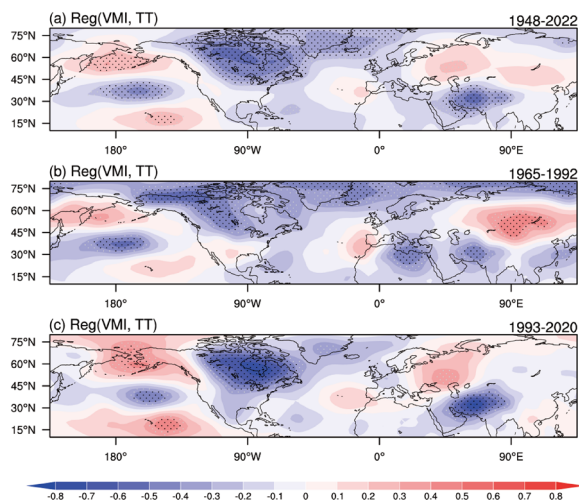 (a) Reg(VMI, TT) 1948-2022
75°N
60°N
45°N
30°N
15°N
180° 90°W 0° 90°E
(b) Reg(VMI, TT) 1965-1992
75°N
60°N
45°N
30°N
15°N
180° 90°W 0° 90°E
(c) Reg(VMI, TT) 1993-2020
75°N
60°N
45°N
30°N
15°N
180° 90°W 0° 90°E
-0.8 -0.7 -0.6 -0.5 -0.4 -0.3 -0.2 -0.1 0 0.1 0.2 0.3 0.4 0.5 0.6 0.7 0.8